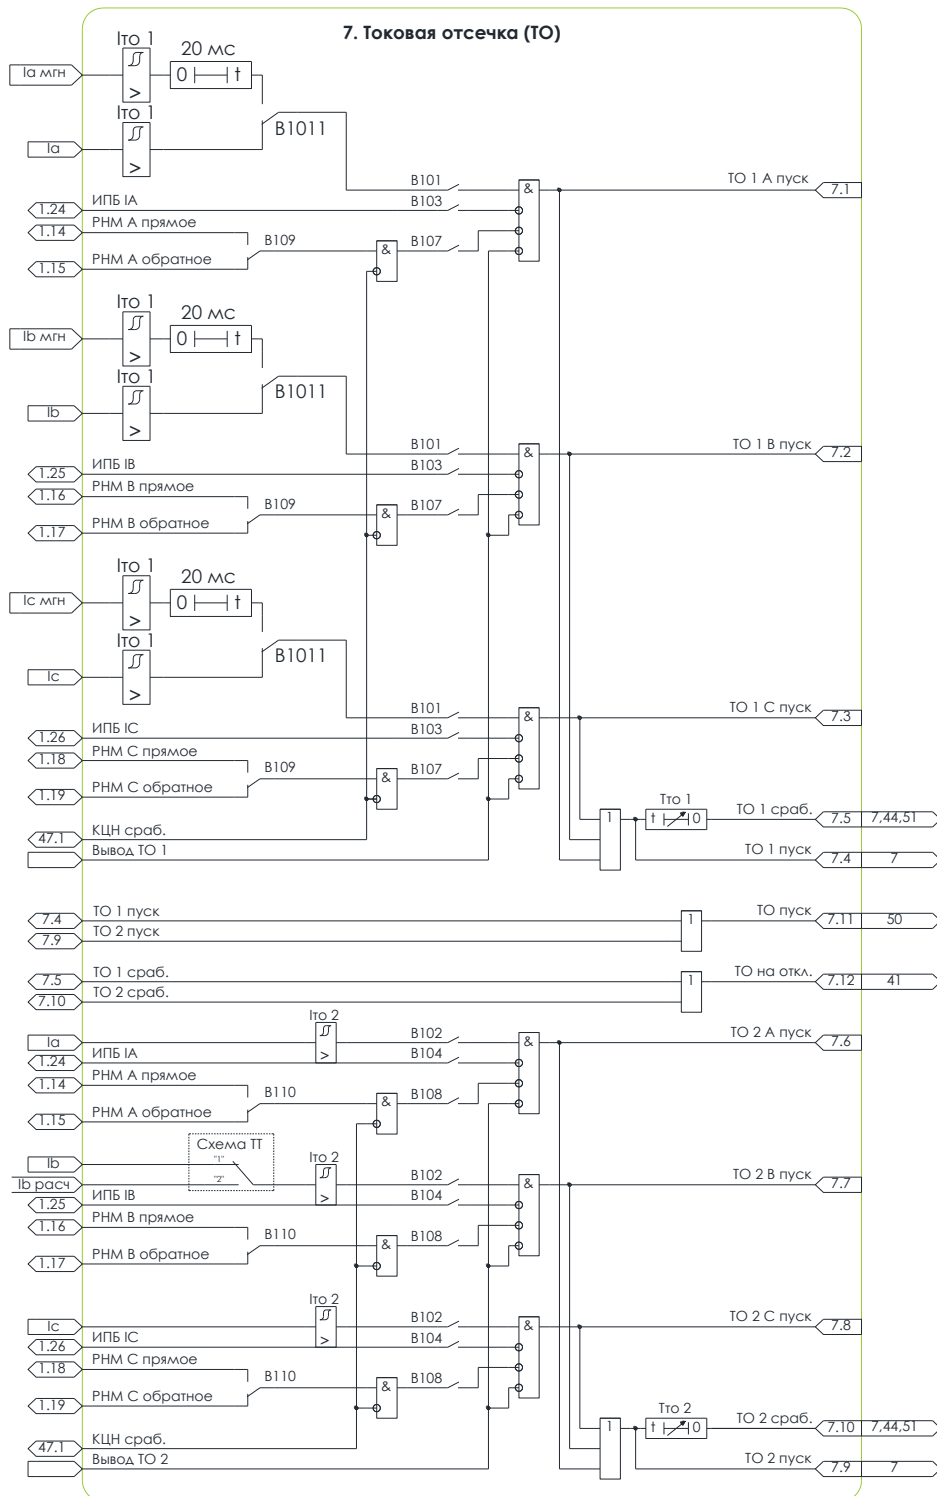 7. Токовая отсечка (ТО)
Iто 1
20 мс
Ia мгн
0 t
>
Iто 1
B1011
Ia
>
B101
ТО 1 А пуск
7.1
&
1.24
ИПБ IA
B103
1.14
РНМ А прямое
B109
&
B107
1.15
РНМ А обратное
Iто 1
20 мс
Ib мгн
0 t
>
Iто 1
B1011
Ib
>
B101
ТО 1 В пуск
7.2
&
1.25
ИПБ IB
B103
1.16
РНМ В прямое
B109
&
B107
1.17
РНМ В обратное
Iто 1
20 мс
Ic мгн
0 t
>
Iто 1
B1011
Ic
>
B101
ТО 1 С пуск
7.3
&
1.26
ИПБ IC
B103
1.18
РНМ С прямое
B109
&
B107
1.19
РНМ С обратное
Tто 1
1
t 0
ТО 1 сраб.
7.5
7,44,51
47.1
КЦН сраб.
Вывод ТО 1
ТО 1 пуск
7.4
7
7.4
ТО 1 пуск
1
ТО пуск
7.11
50
7.9
ТО 2 пуск
7.5
ТО 1 сраб.
1
ТО на откл.
7.12
41
7.10
ТО 2 сраб.
Iто 2
Ia
>
B102
&
ТО 2 А пуск
7.6
1.24
ИПБ IA
B104
1.14
РНМ А прямое
B110
&
B108
1.15
РНМ А обратное
Схема ТТ
Iто 2
Ib
"1"
Ib расч
"2"
>
B102
&
ТО 2 В пуск
7.7
1.25
ИПБ IB
B104
1.16
РНМ В прямое
B110
&
B108
1.17
РНМ В обратное
Iто 2
Ic
>
B102
&
ТО 2 С пуск
7.8
1.26
ИПБ IC
B104
1.18
РНМ С прямое
B110
&
B108
1.19
РНМ С обратное
Tто 2
1
t 0
ТО 2 сраб.
7.10
7,44,51
47.1
КЦН сраб.
Вывод ТО 2
ТО 2 пуск
7.9
7